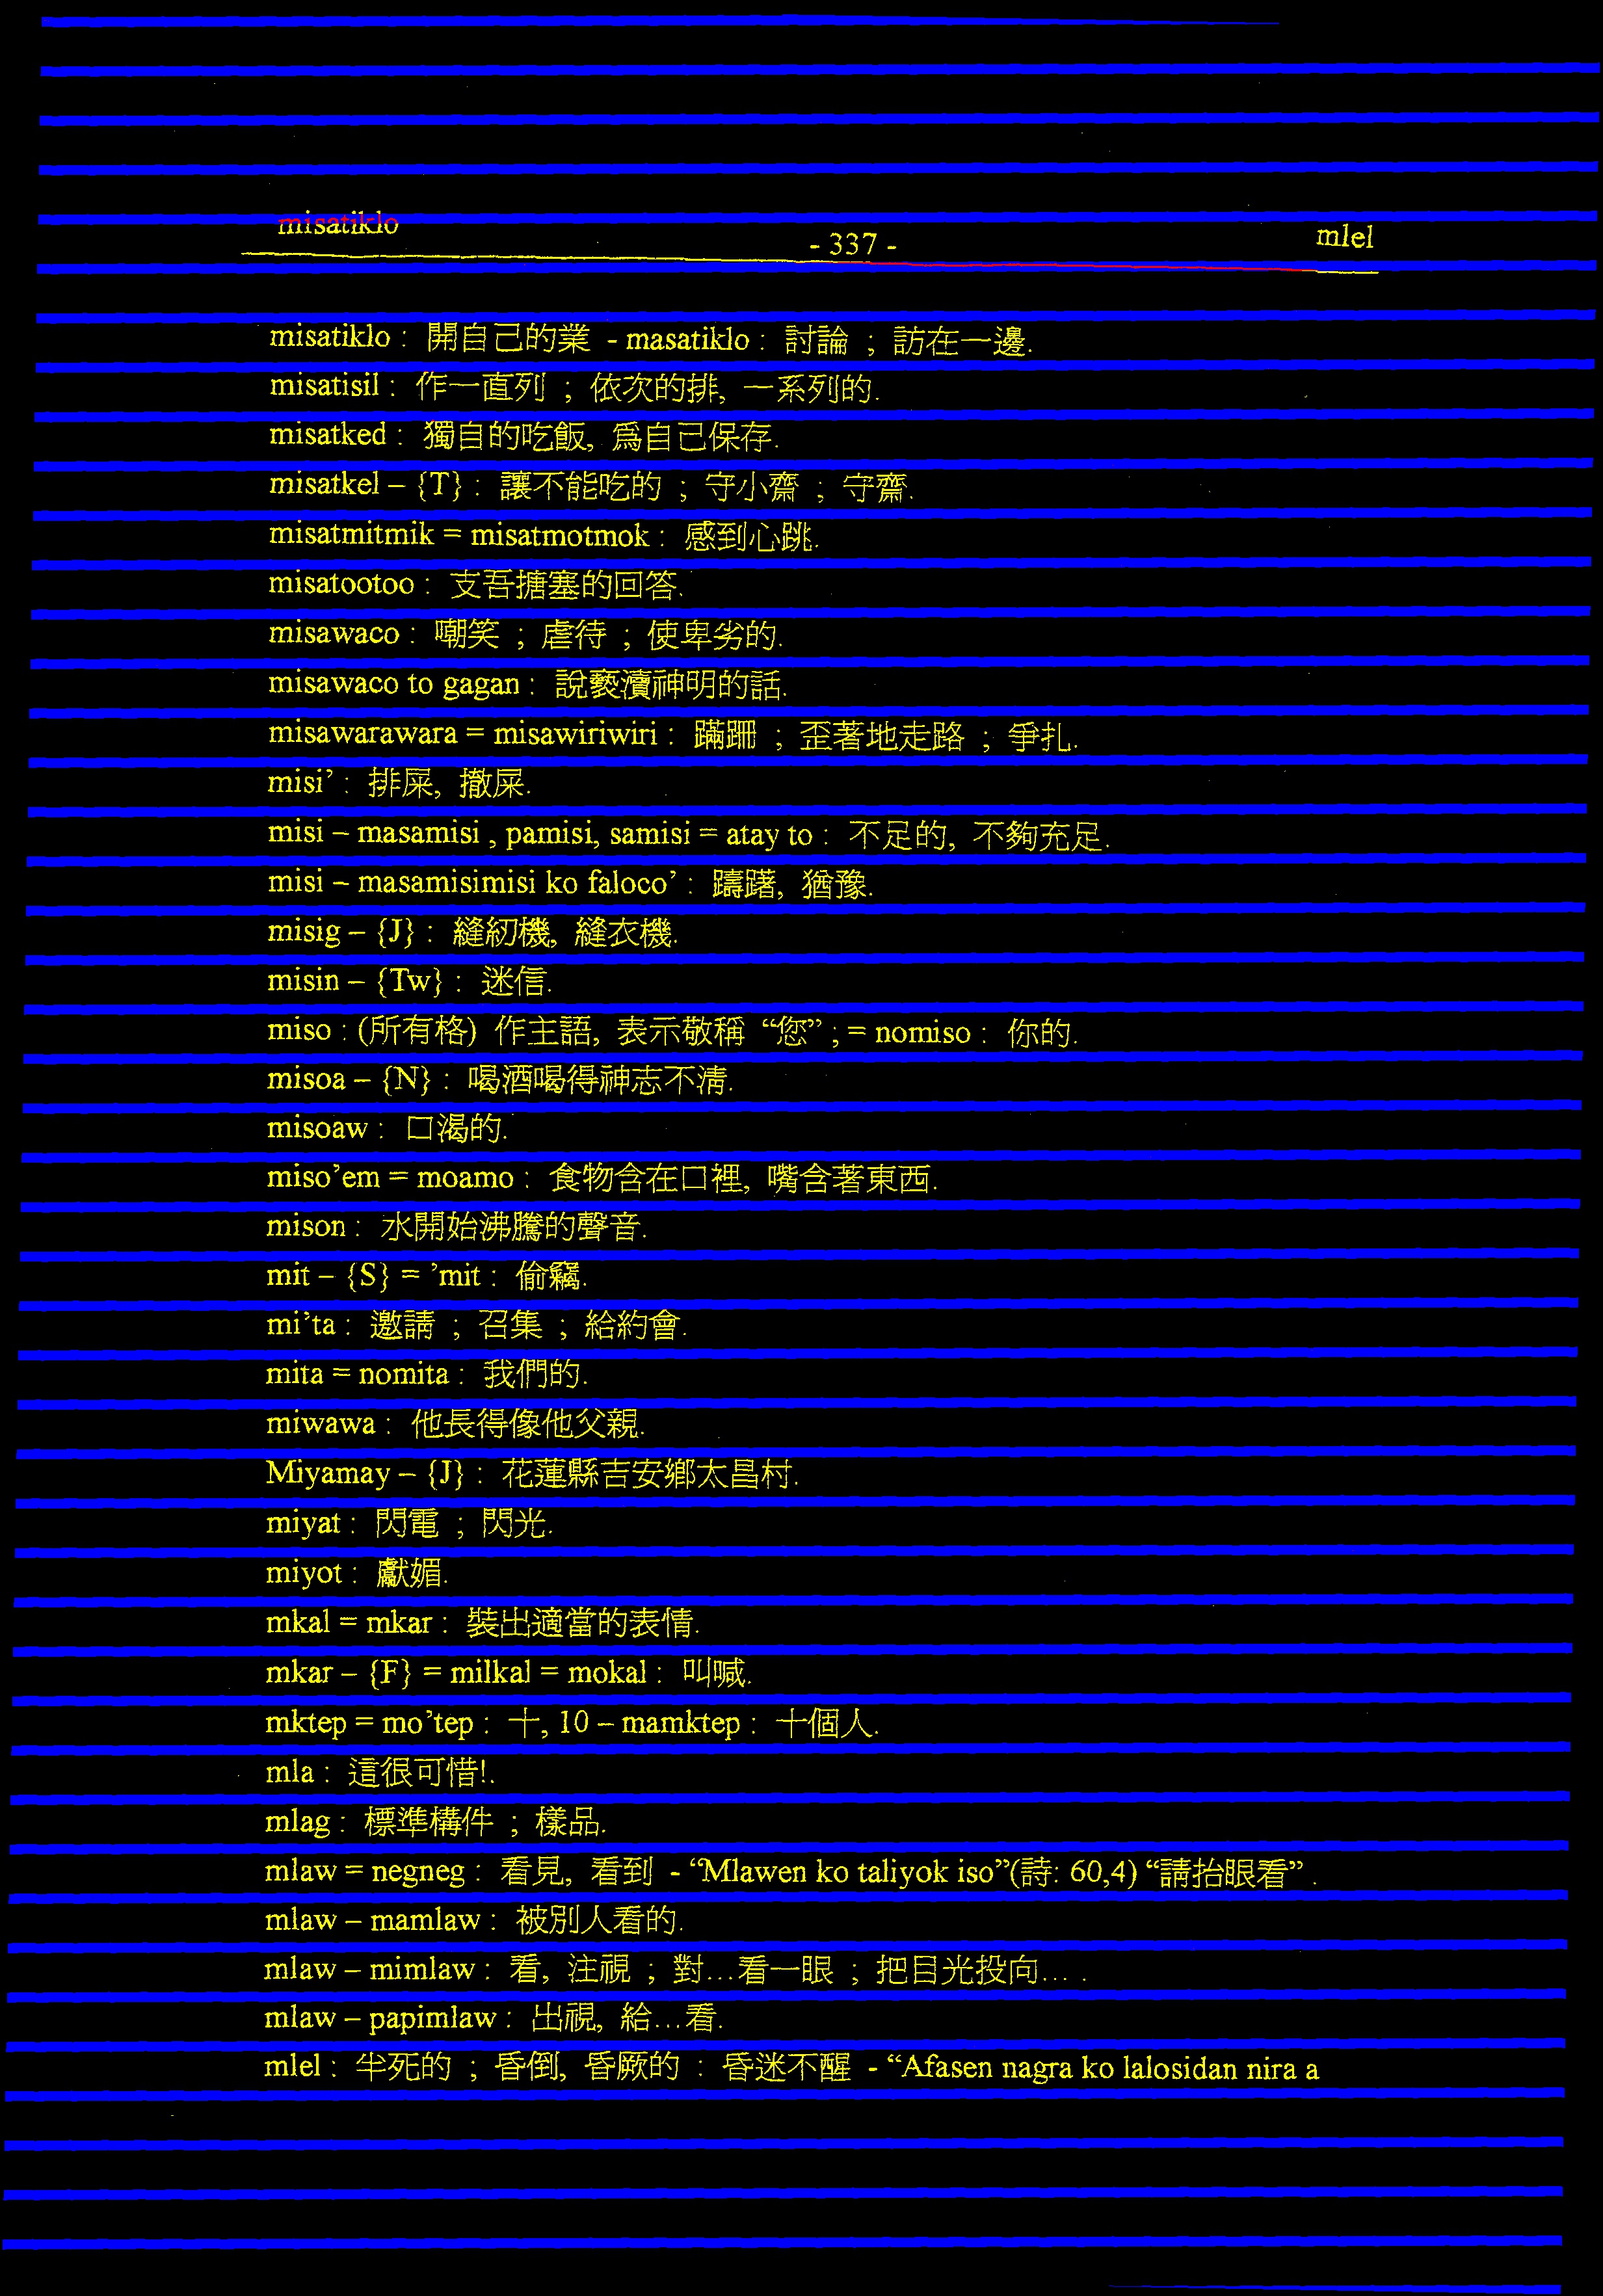 misatiklo - 337 - mlel
misatiklo : 開自己的業 - masatiklo : 討論 ; 訪在一邊.
misatisil : 作一直列 ; 依次的排, 一系列的.
misatked : 獨自的吃飯, 爲自己保存.
misatkel – {T} : 讓不能吃的 ; 守小齋 ; 守齋.
misatmitmik = misatmotmok : 感到心跳.
misatootoo : 支吾搪塞的回答.
misawaco : 嘲笑 ; 虐待 ; 使卑劣的.
misawaco to gagan : 說褻瀆神明的話.
misawarawara = misawiriwiri : 蹣跚 ; 歪著地走路 ; 爭扎.
misi’ : 排屎, 撒屎.
misi – masamisi , pamisi, samisi = atay to : 不足的, 不夠充足.
misi – masamisimisi ko faloco’ : 躊躇, 猶豫.
misig – {J} : 縫紉機, 縫衣機.
misin – {Tw} : 迷信.
miso : (所有格) 作主語, 表示敬稱 “您” ; = nomiso : 你的.
misoa – {N} : 喝酒喝得神志不清.
misoaw : 口渴的.
miso’em = moamo : 食物含在口裡, 嘴含著東西.
mison : 水開始沸騰的聲音.
mit – {S} = ’mit : 偷竊.
mi’ta : 邀請 ; 召集 ; 給約會.
mita = nomita : 我們的.
miwawa : 他長得像他父親.
Miyamay – {J} : 花蓮縣吉安鄉太昌村.
miyat : 閃電 ; 閃光.
miyot : 獻媚.
mkal = mkar : 裝出適當的表情.
mkar – {F} = milkal = mokal : 叫喊.
mktep = mo’tep : 十, 10 – mamktep : 十個人.
mla : 這很可惜!.
mlag : 標準構件 ; 樣品.
mlaw = negneg : 看見, 看到 - “Mlawen ko taliyok iso”(詩: 60,4) “請抬眼看” .
mlaw – mamlaw : 被別人看的.
mlaw – mimlaw : 看, 注視 ; 對…看一眼 ; 把目光投向… .
mlaw – papimlaw : 出視, 給…看.
mlel : 半死的 ; 昏倒, 昏厥的 : 昏迷不醒 - “Afasen nagra ko lalosidan nira a